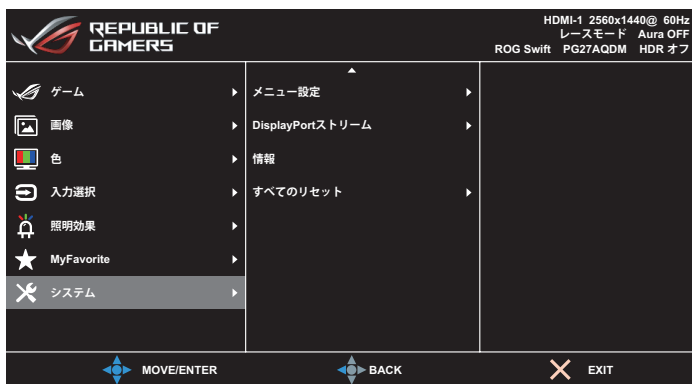 REPUBLIC OF
GAMERS
HDMI-1 2560x1440@ 60Hz
レースモード Aura OFF
ROG Swift PG27AQDM HDR オフ
ゲーム
画像
色
入力選択
照明効果
MyFavorite
システム
メニュー設定
DisplayPortストリーム
情報
すべてのリセット
MOVE/ENTER
BACK
EXIT